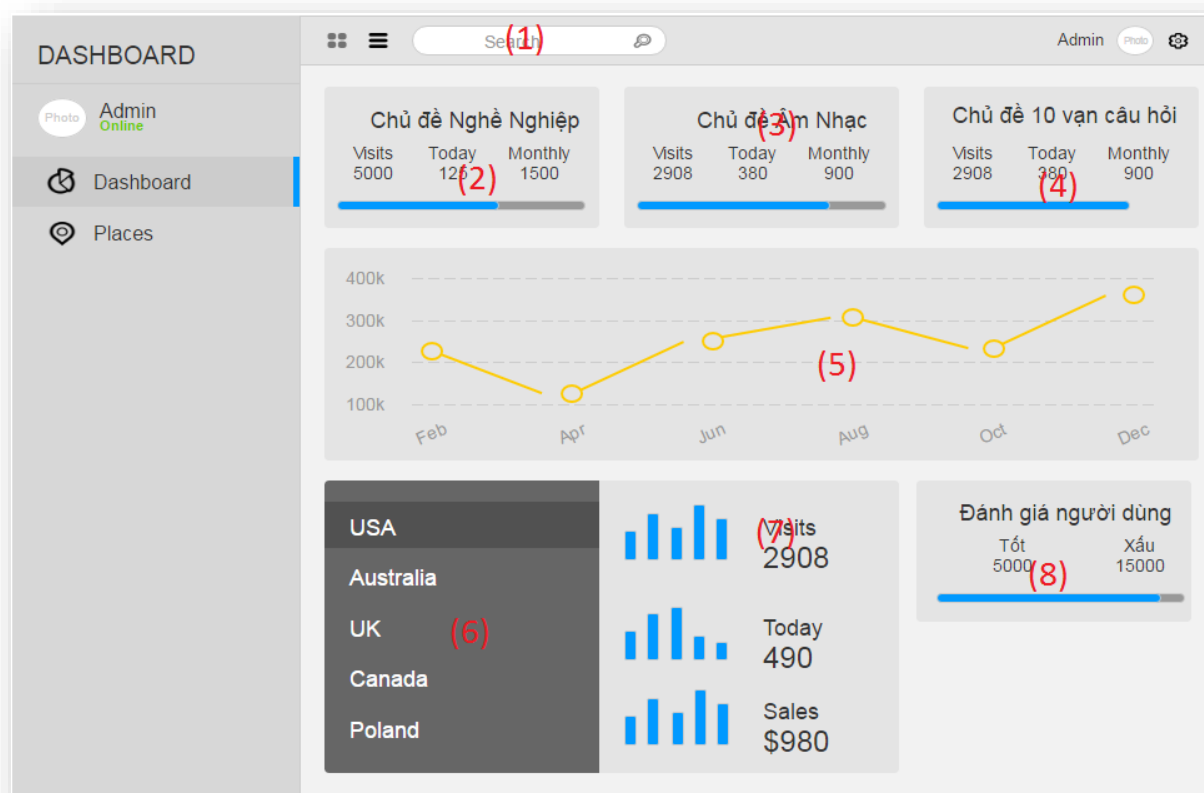 DASHBOARD
Photo
Admin
Online
Dashboard
Places
Search
(1)
Admin
Photo
Chủ đề Nghề Nghiệp
Visits Today Monthly
5000 125 1500
(2)
Chủ đề Âm Nhạc
(3)
Visits Today Monthly
2908 380 900
Chủ đề 10 vạn câu hỏi
Visits Today Monthly
2908 380 900
(4)
400k
300k
200k
100k
(5)
Feb Apr Jun Aug Oct Dec
USA
Australia
UK
Canada
Poland
(6)
Visits
(7)
2908
Today
490
Sales
$980
Đánh giá người dùng
Tốt Xấu
5000 15000
(8)